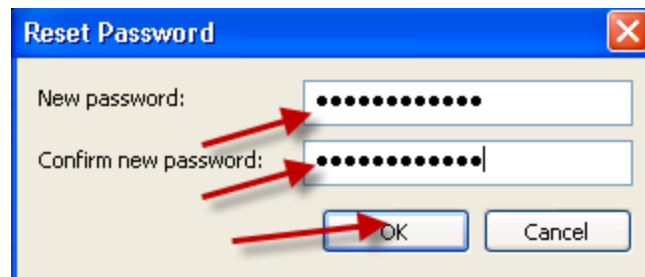 Reset Password
New password: ●●●●●●●●●●●●
Confirm new password: ●●●●●●●●●●●●
OK Cancel